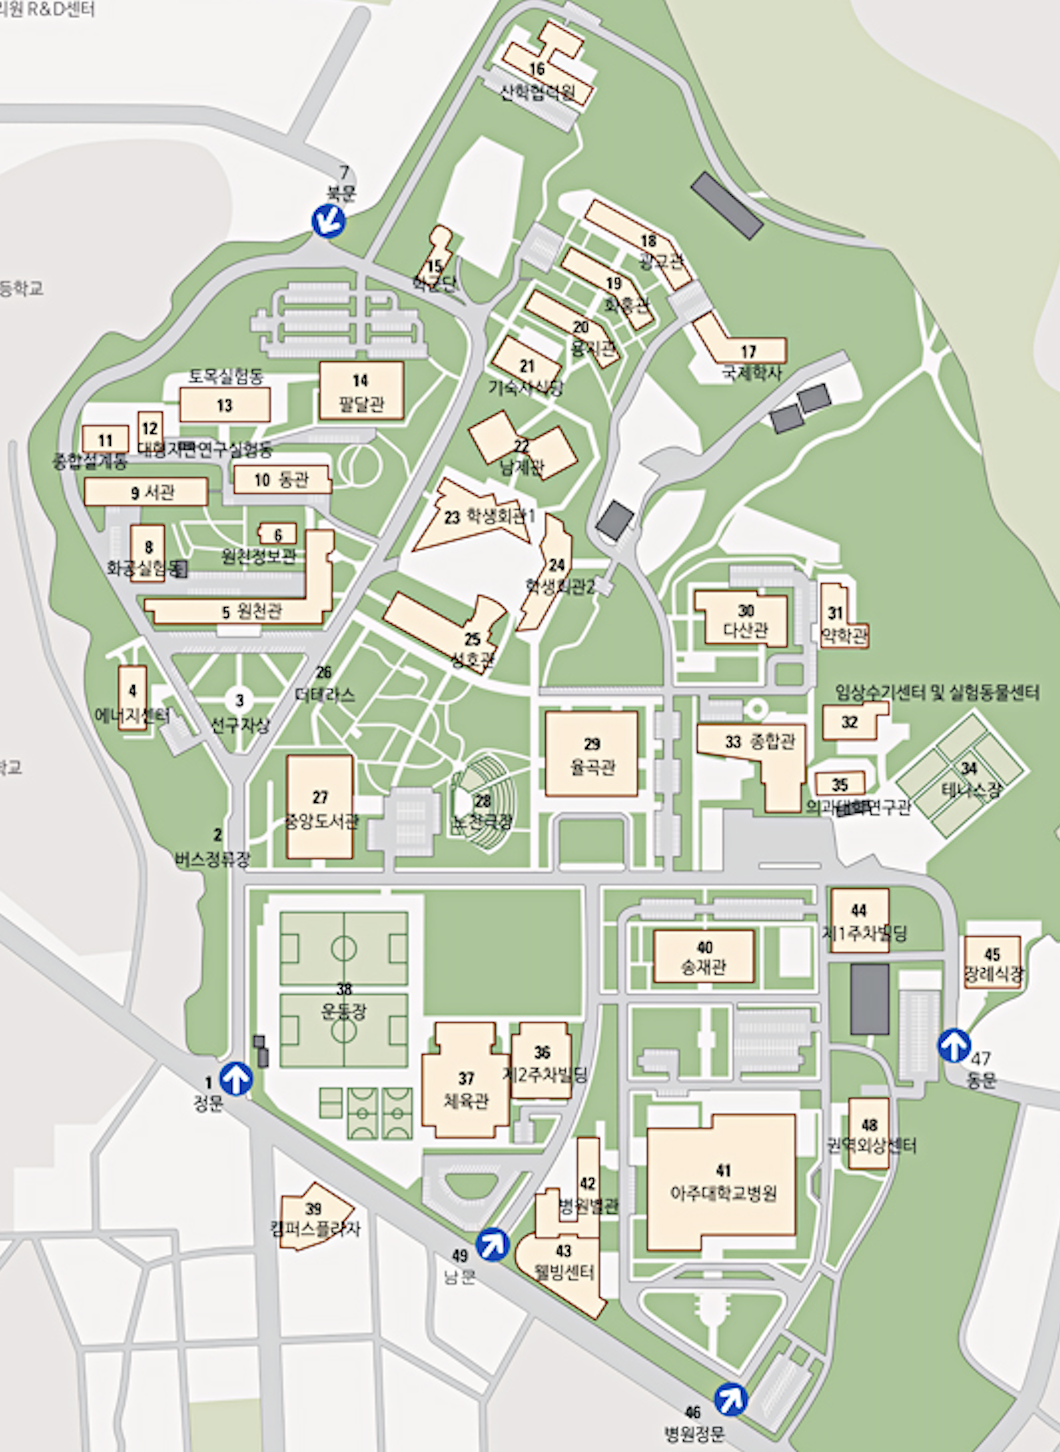 리원 R&D센터
16
산학협력원
7
북문
18
광교관
15
학군단
19
화홍관
등학교
20
용지관
17
국제학사
21
기숙사식당
토목실험동
13
14
팔달관
12
대형지반연구실험동
11
종합설계동
22
남제관
10 동관
9 서관
23 학생회관1
6
원천정보관
8
화공실험동
24
학생회관2
5 원천관
30
다산관
31
약학관
25
성호관
26
더테라스
4
에너지센터
3
선구자상
임상수기센터 및 실험동물센터
32
33 종합관
29
율곡관
34
테니스장
35
의과대학연구관
학교
27
중앙도서관
28
노천극장
2
버스정류장
44
제1주차빌딩
40
송재관
45
장례식장
38
운동장
36
제2주차빌딩
47
동문
1
정문
37
체육관
48
권역외상센터
41
아주대학교병원
42
병원별관
39
캠퍼스플라자
49
남문
43
웰빙센터
46
병원정문